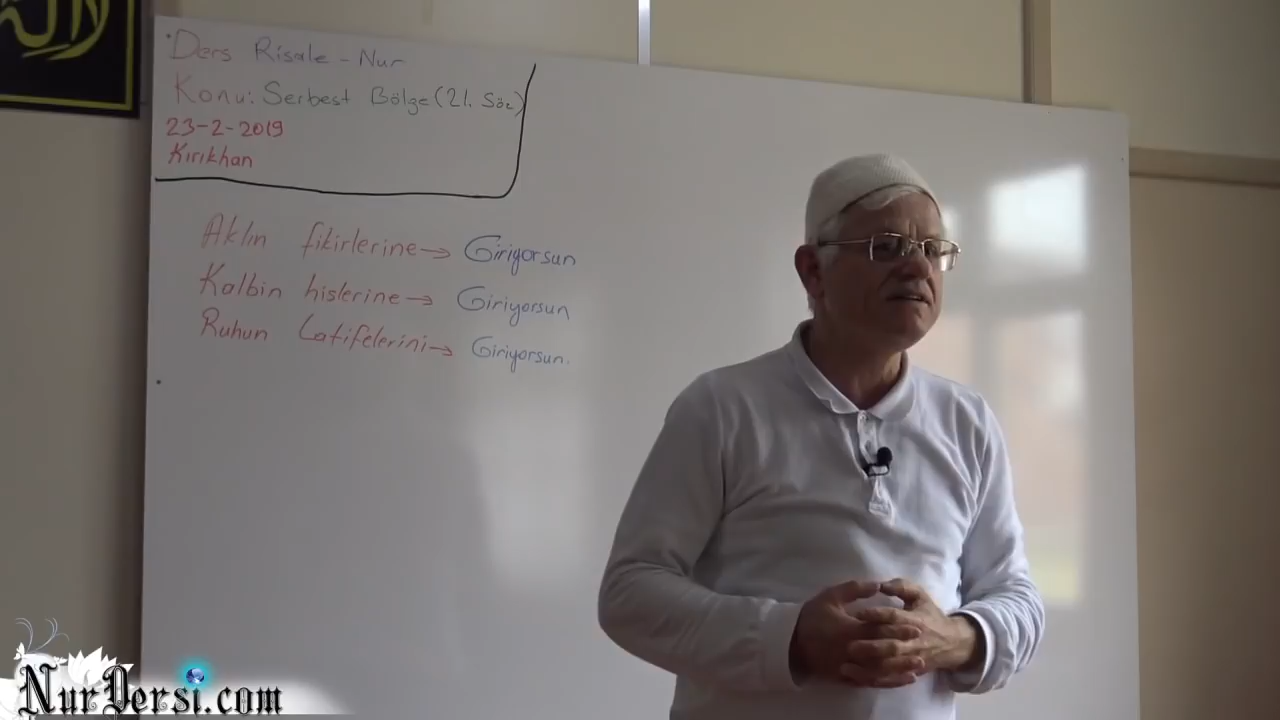 Ders Risale-Nur
Konu: Serbest Bölge (21. Söz)
23-2-2019
Kırıkhan
Aklın fikirlerine→ Giriyorsun
Kalbin hislerine→ Giriyorsun
Ruhun Latifelerini→ Giriyorsun.
NurDersi.com